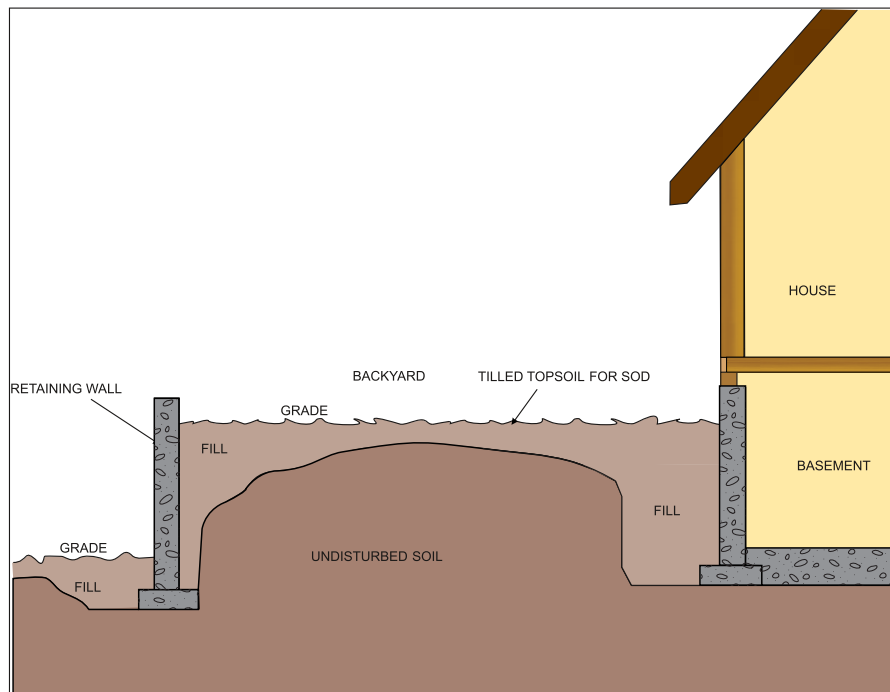 HOUSE
BACKYARD
TILLED TOPSOIL FOR SOD
RETAINING WALL
GRADE
FILL
BASEMENT
FILL
GRADE
UNDISTURBED SOIL
FILL